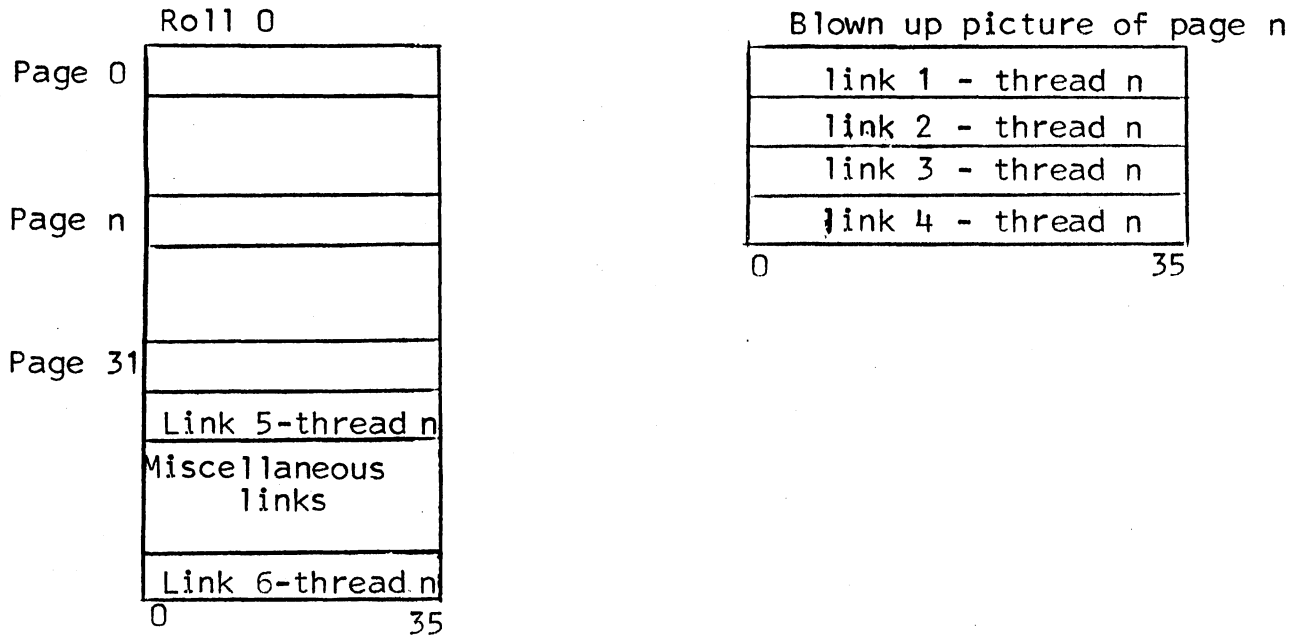 Roll 0
Page 0
Page n
Page 31
Link 5-thread n
Miscellaneous
links
Link 6-thread n
0 35
Blown up picture of page n
link 1 - thread n
link 2 - thread n
link 3 - thread n
link 4 - thread n
0 35